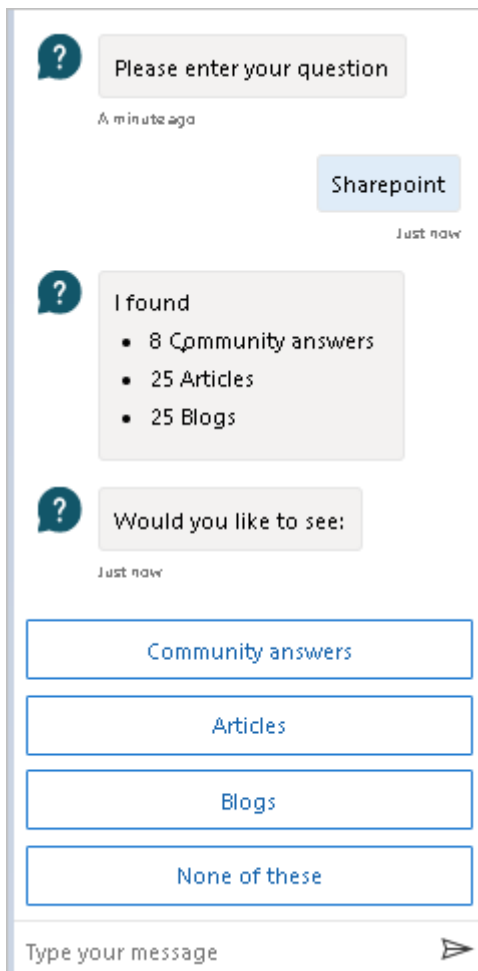 Please enter your question
A minute ago
Sharepoint
Just now
I found
• 8 Community answers
• 25 Articles
• 25 Blogs
Would you like to see:
Just now
Community answers
Articles
Blogs
None of these
Type your message